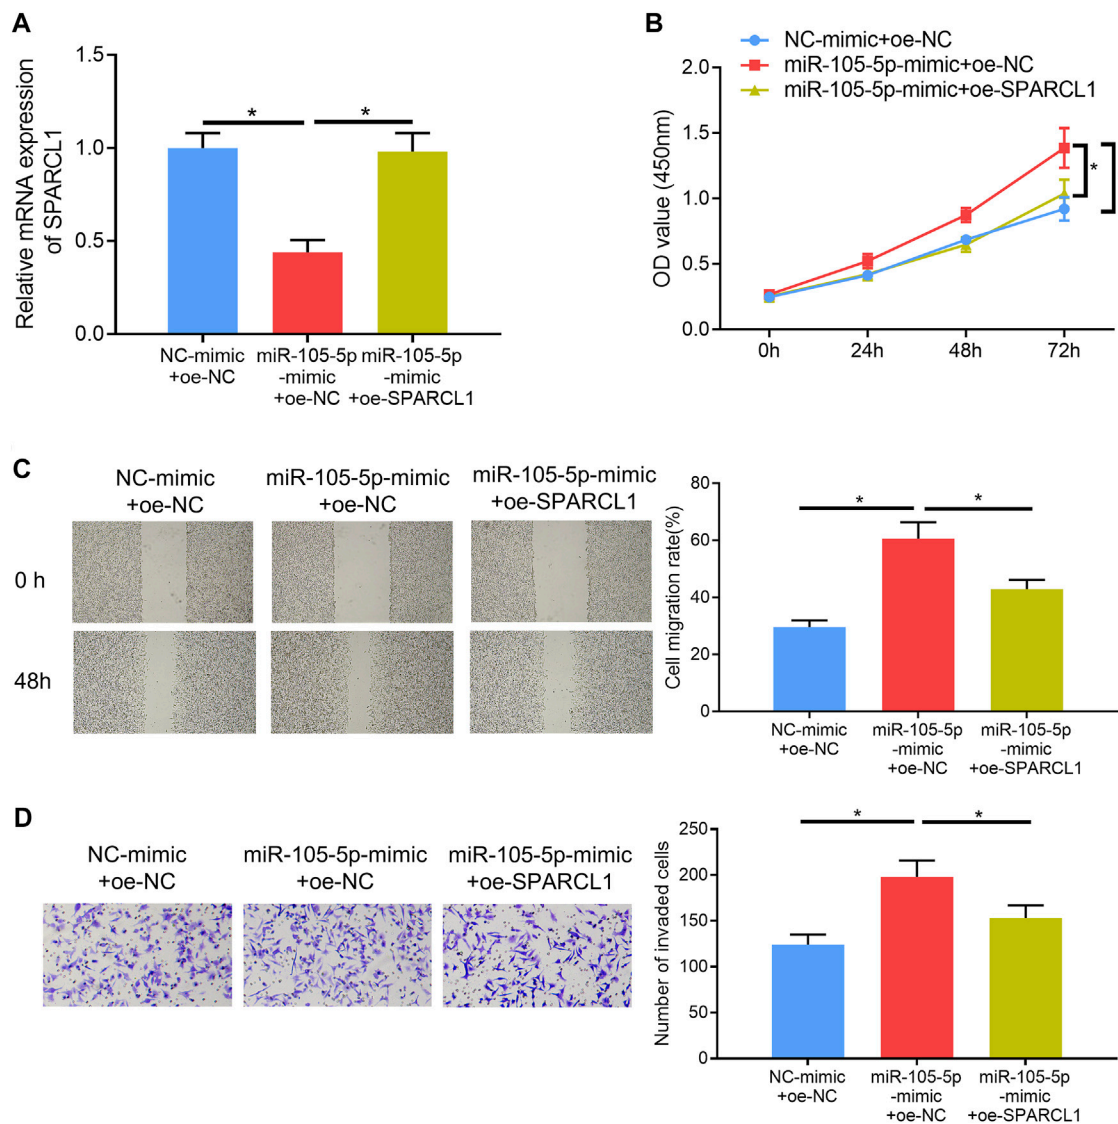 A
Relative mRNA expression
of SPARCL1
1.5
1.0
0.5
0.0
*
*
NC-mimic
+oe-NC
miR-105-5p
-mimic
+oe-NC
miR-105-5p
-mimic
+oe-SPARCL1
B
NC-mimic+oe-NC
miR-105-5p-mimic+oe-NC
miR-105-5p-mimic+oe-SPARCL1
OD value (450nm)
2.0
1.5
1.0
0.5
0.0
0h
24h
48h
72h
*
C
NC-mimic
+oe-NC
miR-105-5p-mimic
+oe-NC
miR-105-5p-mimic
+oe-SPARCL1
0 h
48h
Cell migration rate(%)
80
60
40
20
0
*
*
NC-mimic
+oe-NC
miR-105-5p
-mimic
+oe-NC
miR-105-5p
-mimic
+oe-SPARCL1
D
NC-mimic
+oe-NC
miR-105-5p-mimic
+oe-NC
miR-105-5p-mimic
+oe-SPARCL1
Number of invaded cells
250
200
150
100
50
0
*
*
NC-mimic
+oe-NC
miR-105-5p
-mimic
+oe-NC
miR-105-5p
-mimic
+oe-SPARCL1